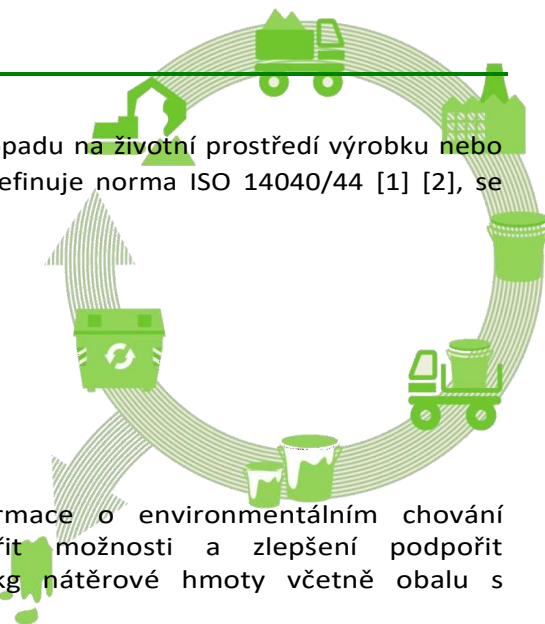 padu na životní prostředí výrobku nebo
efinuje norma ISO 14040/44 [1] [2], se
rmace o environmentálním chování
řit možnosti a zlepšení podpořit
kg nátěrové hmoty včetně obalu s